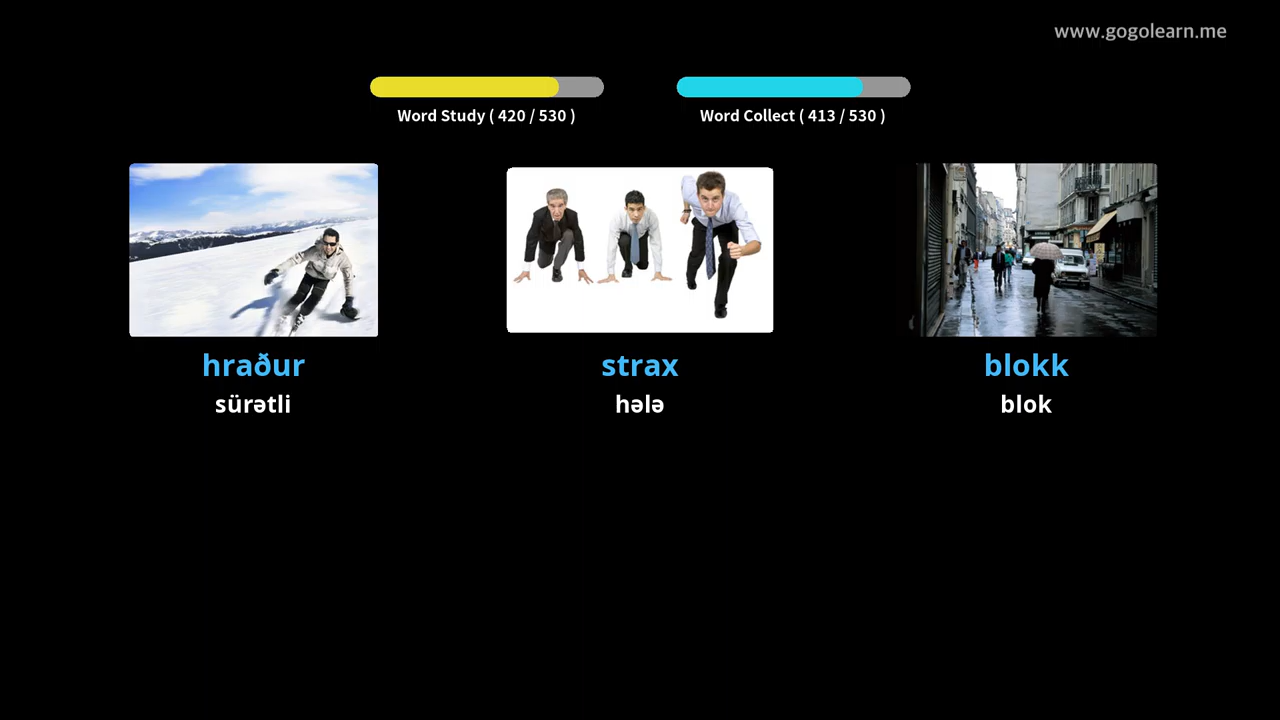 www.gogolearn.me
Word Study ( 420 / 530 )
Word Collect ( 413 / 530 )
hraður
strax
blokk
sürətli
hələ
blok